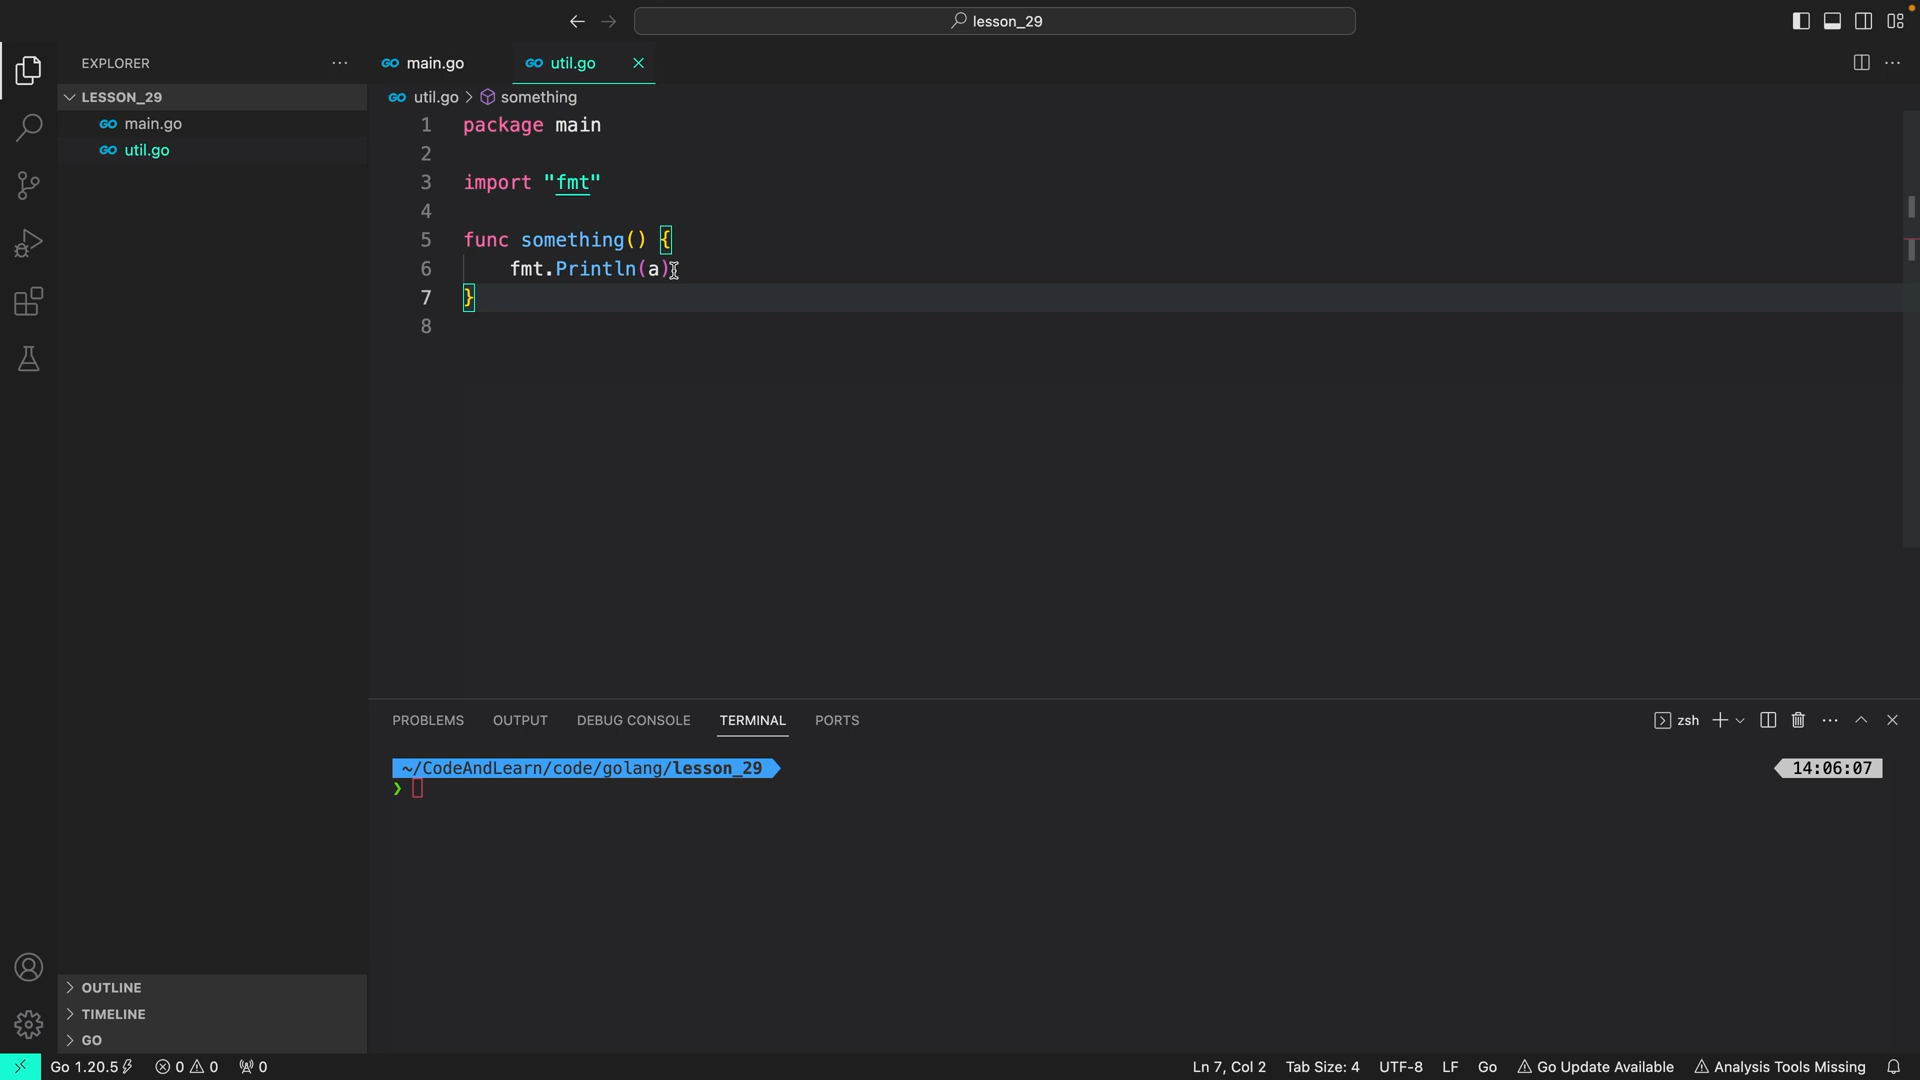 lesson_29
EXPLORER
main.go
util.go
LESSON_29
util.go > something
main.go
1 package main
util.go
2
3 import "fmt"
4
5 func something() {
6 fmt.Println(a)
7 }
8
PROBLEMS OUTPUT DEBUG CONSOLE TERMINAL PORTS
zsh
~/CodeAndLearn/code/golang/lesson_29
14:06:07
❯
OUTLINE
TIMELINE
GO
Go 1.20.5 0 0 0
Ln 7, Col 2 Tab Size: 4 UTF-8 LF Go Go Update Available Analysis Tools Missing